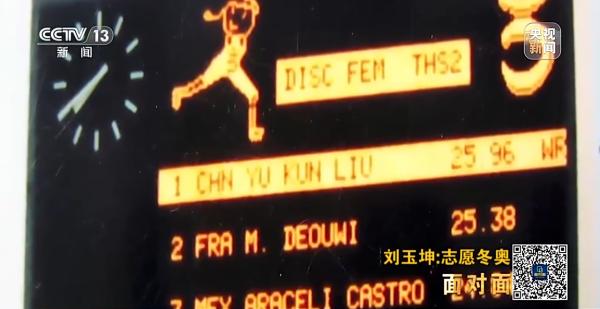 CCTV 13
新闻
央视
新闻
DISC FEM THS2
1 CHN YU KUN LIU 25.96 WR
2 FRA M. DEOUWI 25.38
MEX ARACELI CASTRO
刘玉坤:志愿冬奥
面对面